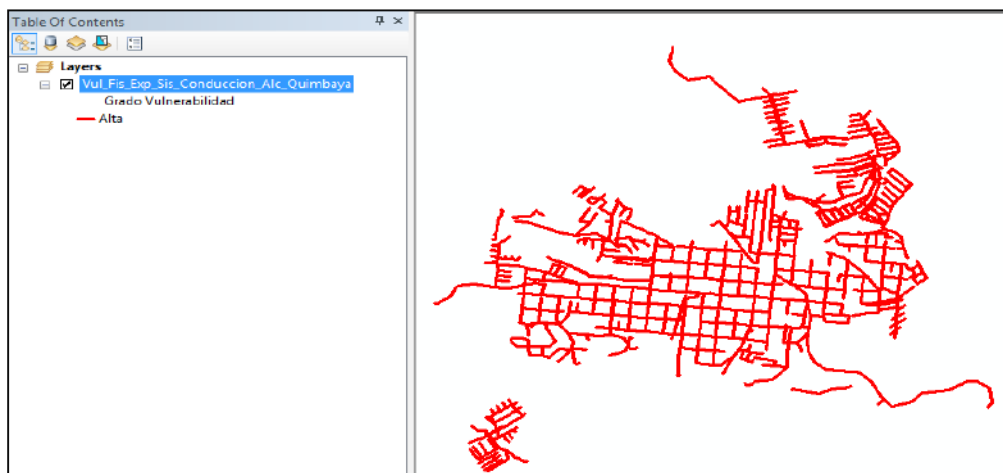 Table Of Contents
Layers
Vul_Fis_Exp_Sis_Conduccion_Alc_Quimbaya
Grado Vulnerabilidad
Alta